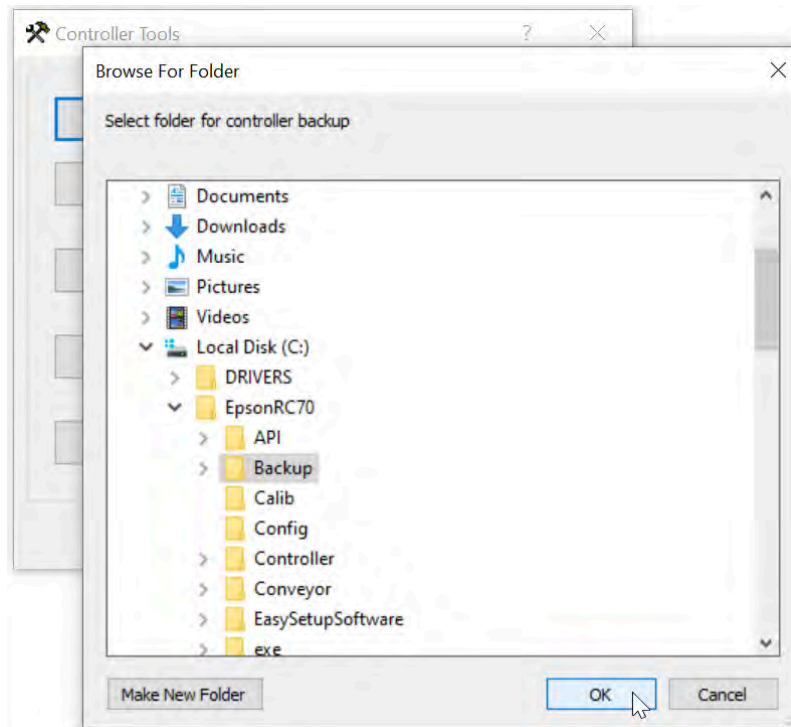 Controller Tools
?
Browse For Folder
Select folder for controller backup
Documents
Downloads
Music
Pictures
Videos
Local Disk (C:)
DRIVERS
EpsonRC70
API
Backup
Calib
Config
Controller
Conveyor
EasySetupSoftware
exe
Make New Folder
OK
Cancel